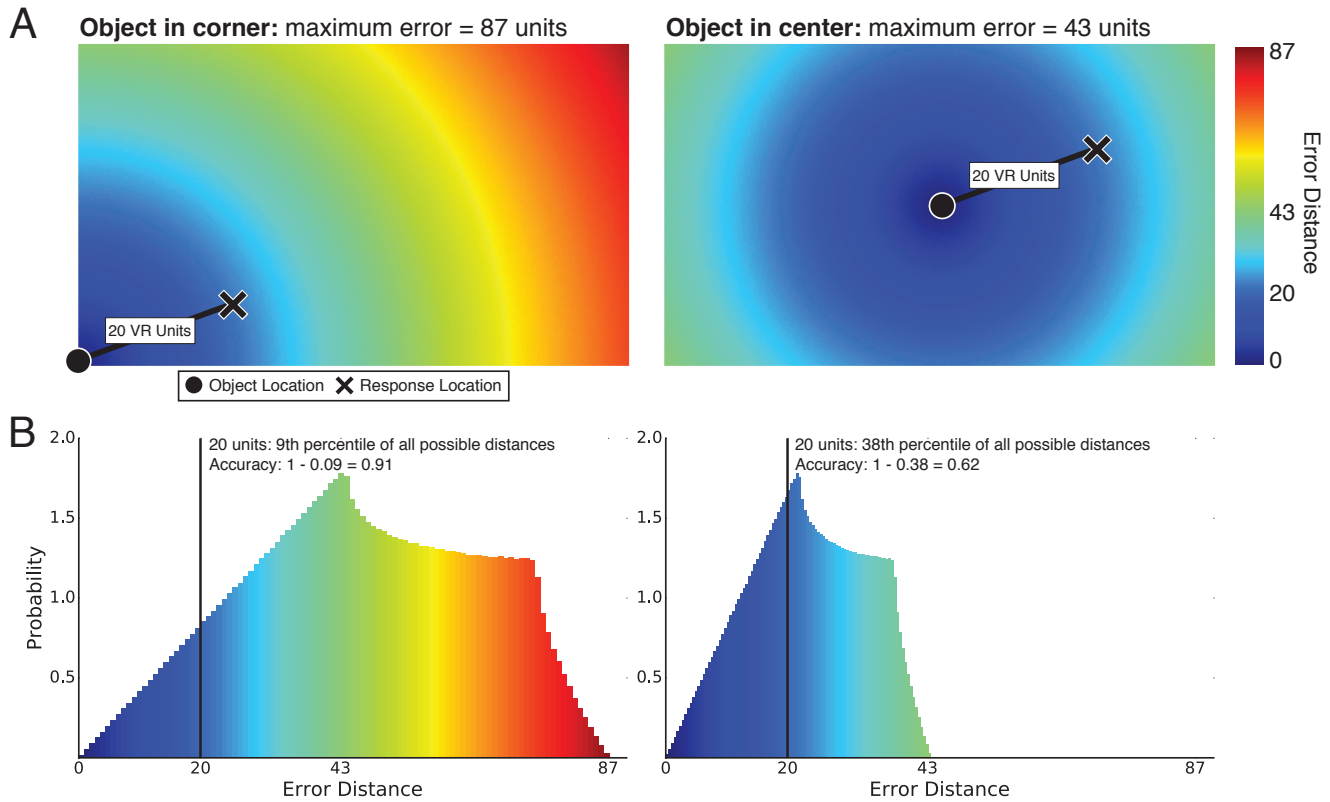 A
Object in corner: maximum error = 87 units
Object in center: maximum error = 43 units
20 VR Units
20 VR Units
87
43
20
0
Error Distance
Object Location Response Location
B
2.0
1.5
1.0
0.5
Probability
20 units: 9th percentile of all possible distances
Accuracy: 1 - 0.09 = 0.91
0 20 43 87
Error Distance
2.0
1.5
1.0
0.5
20 units: 38th percentile of all possible distances
Accuracy: 1 - 0.38 = 0.62
0 20 43 87
Error Distance